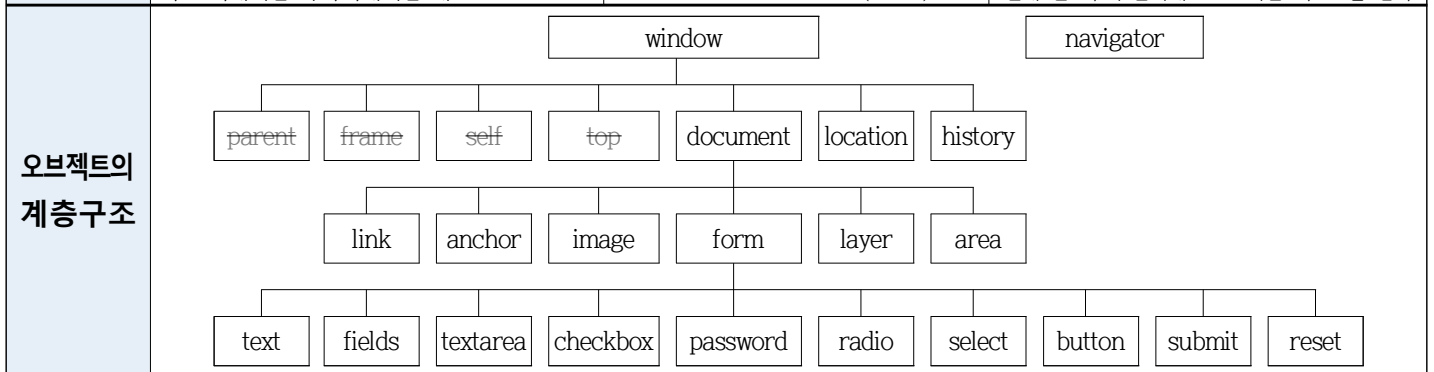 window navigator
parent frame self top document location history
오브젝트의
계층구조
link anchor image form layer area
text fields textarea checkbox password radio select button submit reset